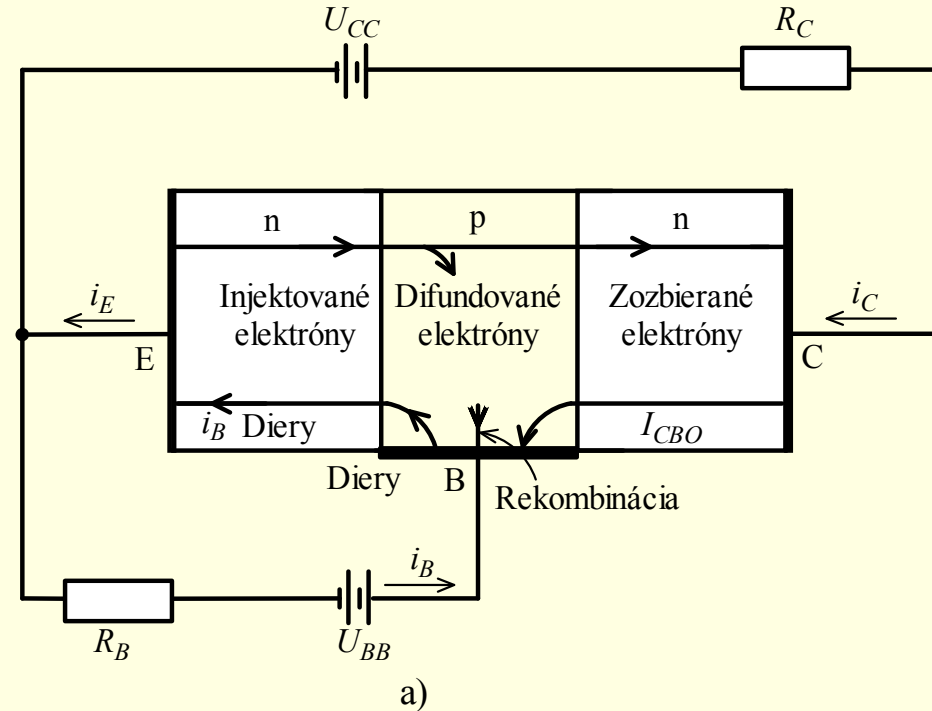 U_CC
R_C
n
p
n
Injektované
elektróny
Difundované
elektróny
Zozbierané
elektróny
i_E
i_C
E
C
i_B Diery
I_CBO
Diery
B
Rekombinácia
i_B
R_B
U_BB
a)